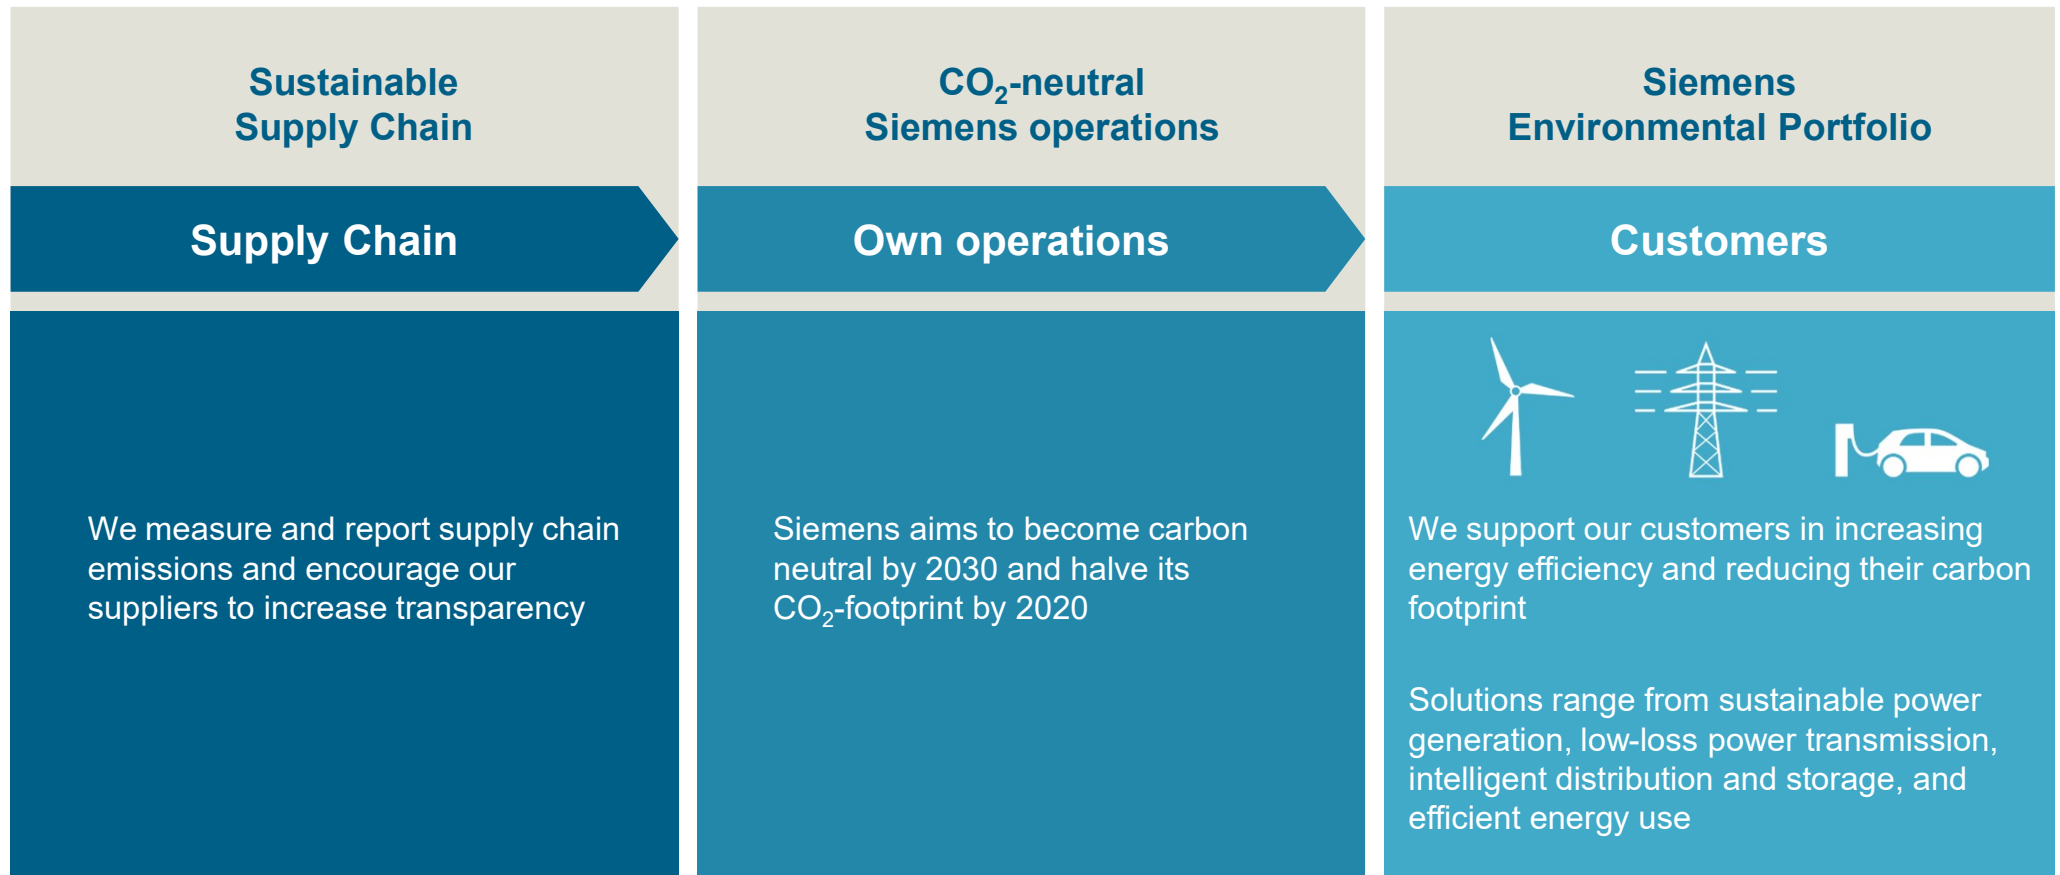 Sustainable
Supply Chain
Supply Chain
We measure and report supply chain
emissions and encourage our
suppliers to increase transparency
CO₂-neutral
Siemens operations
Own operations
Siemens aims to become carbon
neutral by 2030 and halve its
CO₂-footprint by 2020
Siemens
Environmental Portfolio
Customers
We support our customers in increasing
energy efficiency and reducing their carbon
footprint
Solutions range from sustainable power
generation, low-loss power transmission,
intelligent distribution and storage, and
efficient energy use